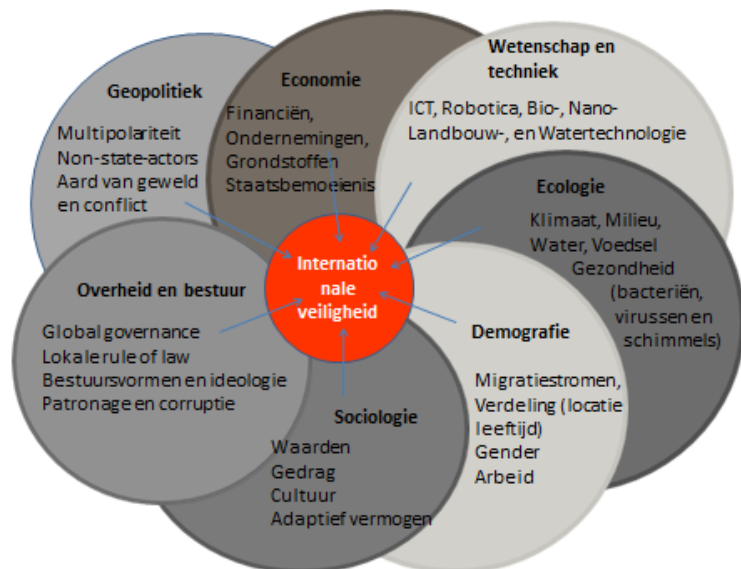 Geopolitiek
Multipolariteit
Non-state-actors
Aard van geweld
en conflict
Economie
Financiën,
Ondernemingen,
Grondstoffen
Staatsbemoeienis
Wetenschap en
techniek
ICT, Robotica, Bio-, Nano-
Landbouw-, en Watertechnologie
Ecologie
Klimaat, Milieu,
Water, Voedsel
Gezondheid
(bacteriën,
virussen en
schimmels)
Internatio
nale
veiligheid
Overheid en bestuur
Global governance
Lokale rule of law
Bestuursvormen en ideologie
Patronage en corruptie
Demografie
Migratiestromen,
Verdeling (locatie
leeftijd)
Gender
Arbeid
Sociologie
Waarden
Gedrag
Cultuur
Adaptief vermogen